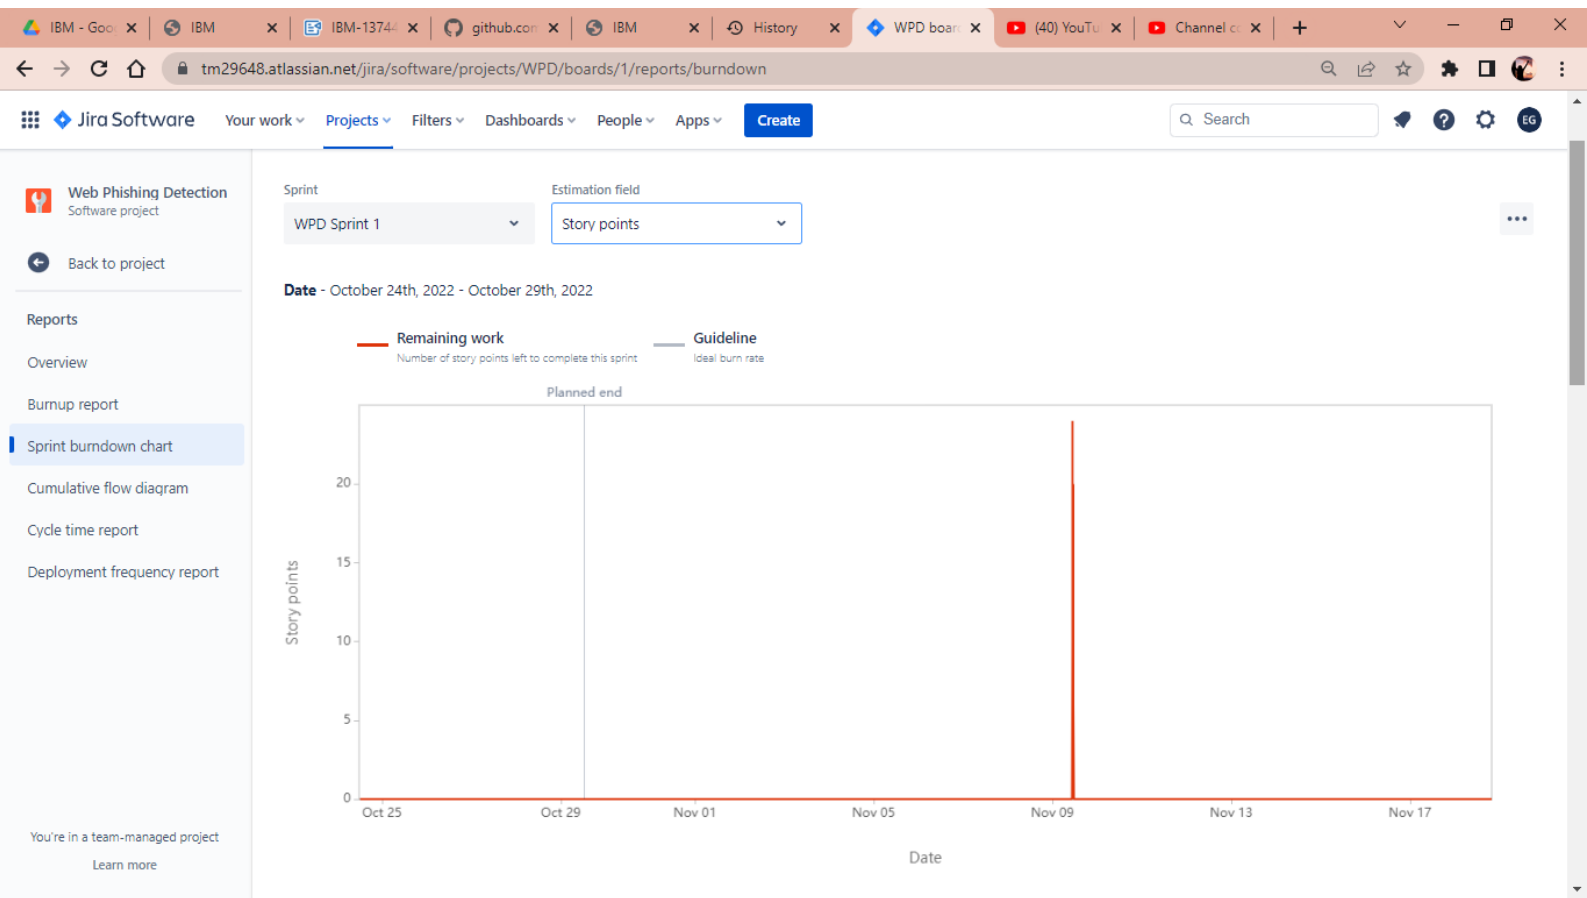 IBM - Goo
IBM
IBM-13744
github.com
IBM
History
WPD boar
(40) YouTu
Channel co
tm29648.atlassian.net/jira/software/projects/WPD/boards/1/reports/burndown
Jira Software
Your work
Projects
Filters
Dashboards
People
Apps
Create
Search
EG
Web Phishing Detection
Software project
Back to project
Reports
Overview
Burnup report
Sprint burndown chart
Cumulative flow diagram
Cycle time report
Deployment frequency report
You're in a team-managed project
Learn more
Sprint
WPD Sprint 1
Estimation field
Story points
Date - October 24th, 2022 - October 29th, 2022
Remaining work
Number of story points left to complete this sprint
Guideline
Ideal burn rate
Planned end
20
15
10
5
0
Story points
Oct 25
Oct 29
Nov 01
Nov 05
Nov 09
Nov 13
Nov 17
Date